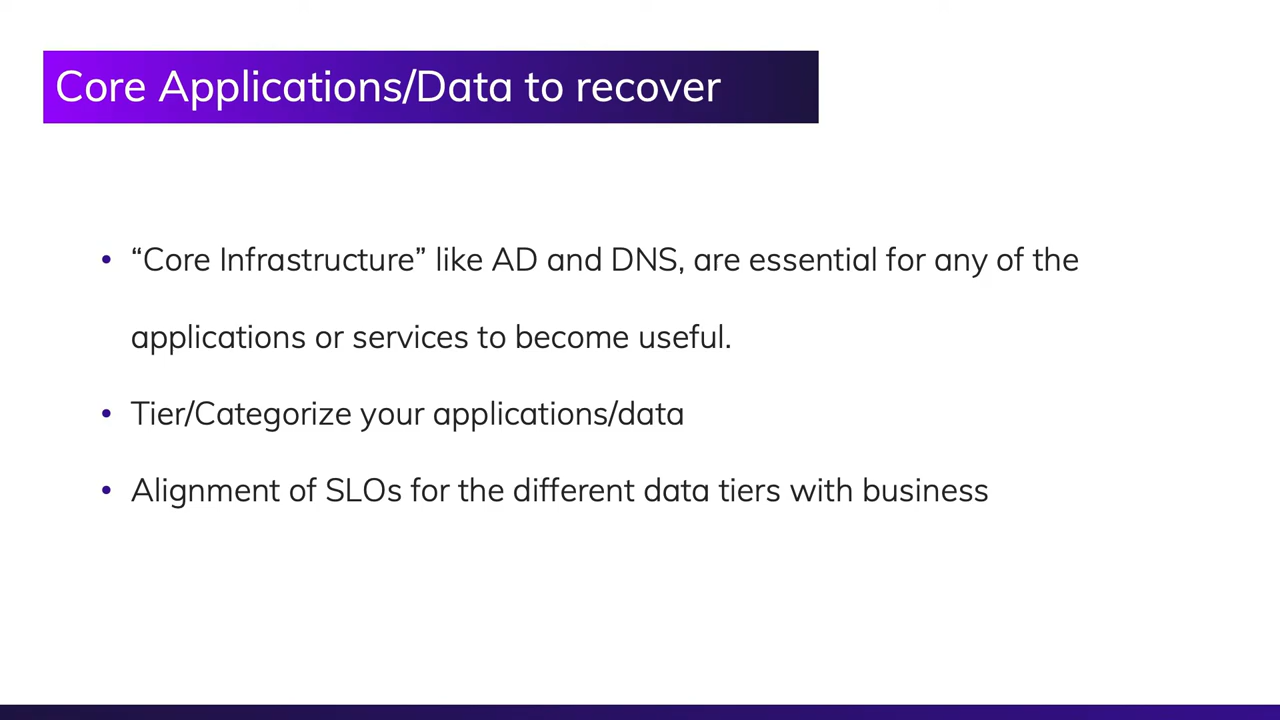 Core Applications/Data to recover
• “Core Infrastructure” like AD and DNS, are essential for any of the
applications or services to become useful.
• Tier/Categorize your applications/data
• Alignment of SLOs for the different data tiers with business